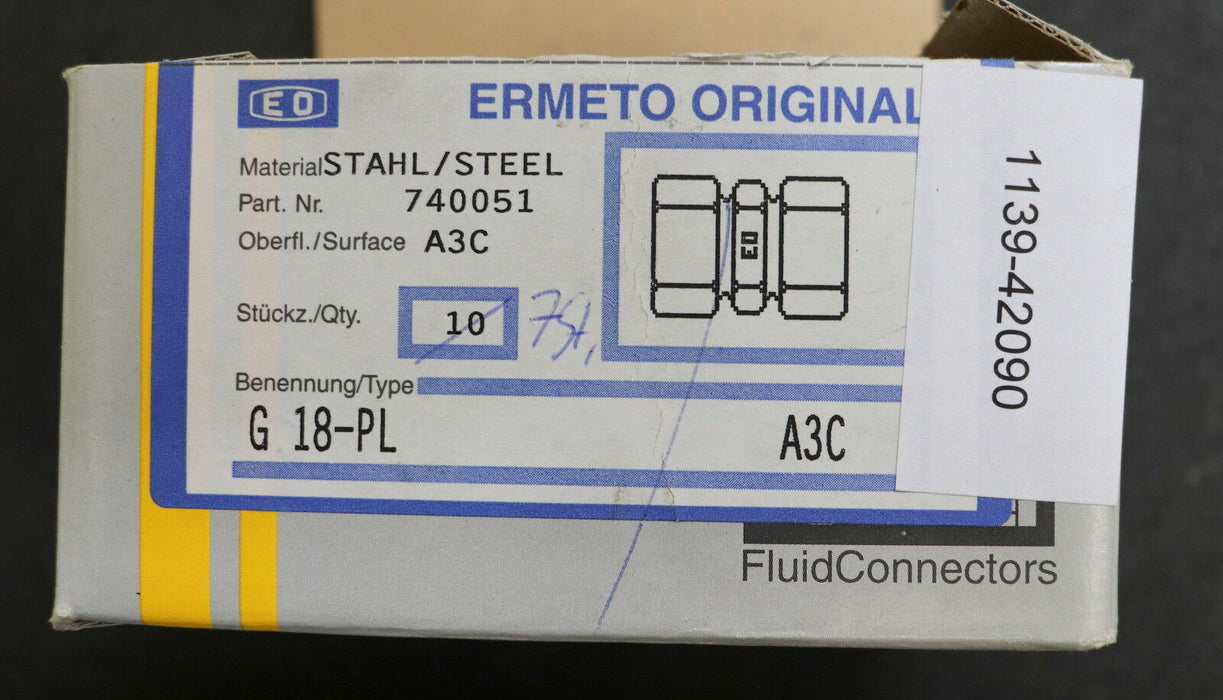 EO
ERMETO ORIGINAL
Material STAHL/STEEL
Part. Nr. 740051
Oberfl./Surface A3C
EO
Stückz./Qty. 10 7St.
Benennung/Type
G 18-PL A3C
1139-42090
FluidConnectors